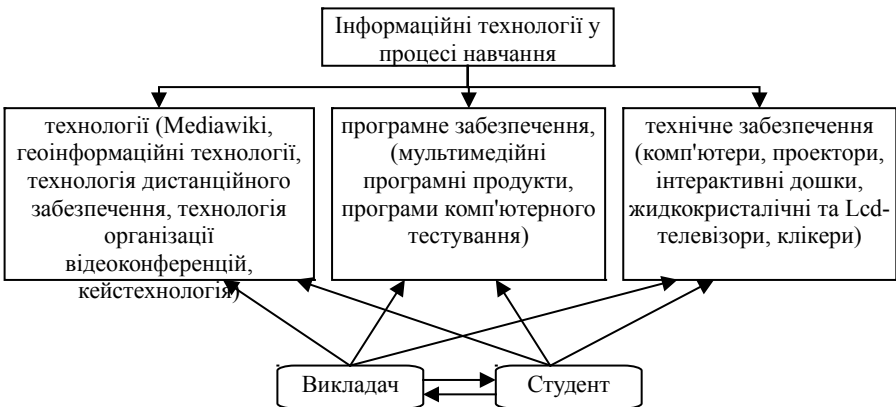 Інформаційні технології у
процесі навчання
технології (Mediawiki,
геоінформаційні технології,
технологія дистанційного
забезпечення, технологія
організації
відеоконференцій,
кейстехнологія)
програмне забезпечення,
(мультимедійні
програмні продукти,
програми комп'ютерного
тестування)
технічне забезпечення
(комп'ютери, проектори,
інтерактивні дошки,
жидкокристалічні та Lcd-
телевізори, клікери)
Викладач
Студент